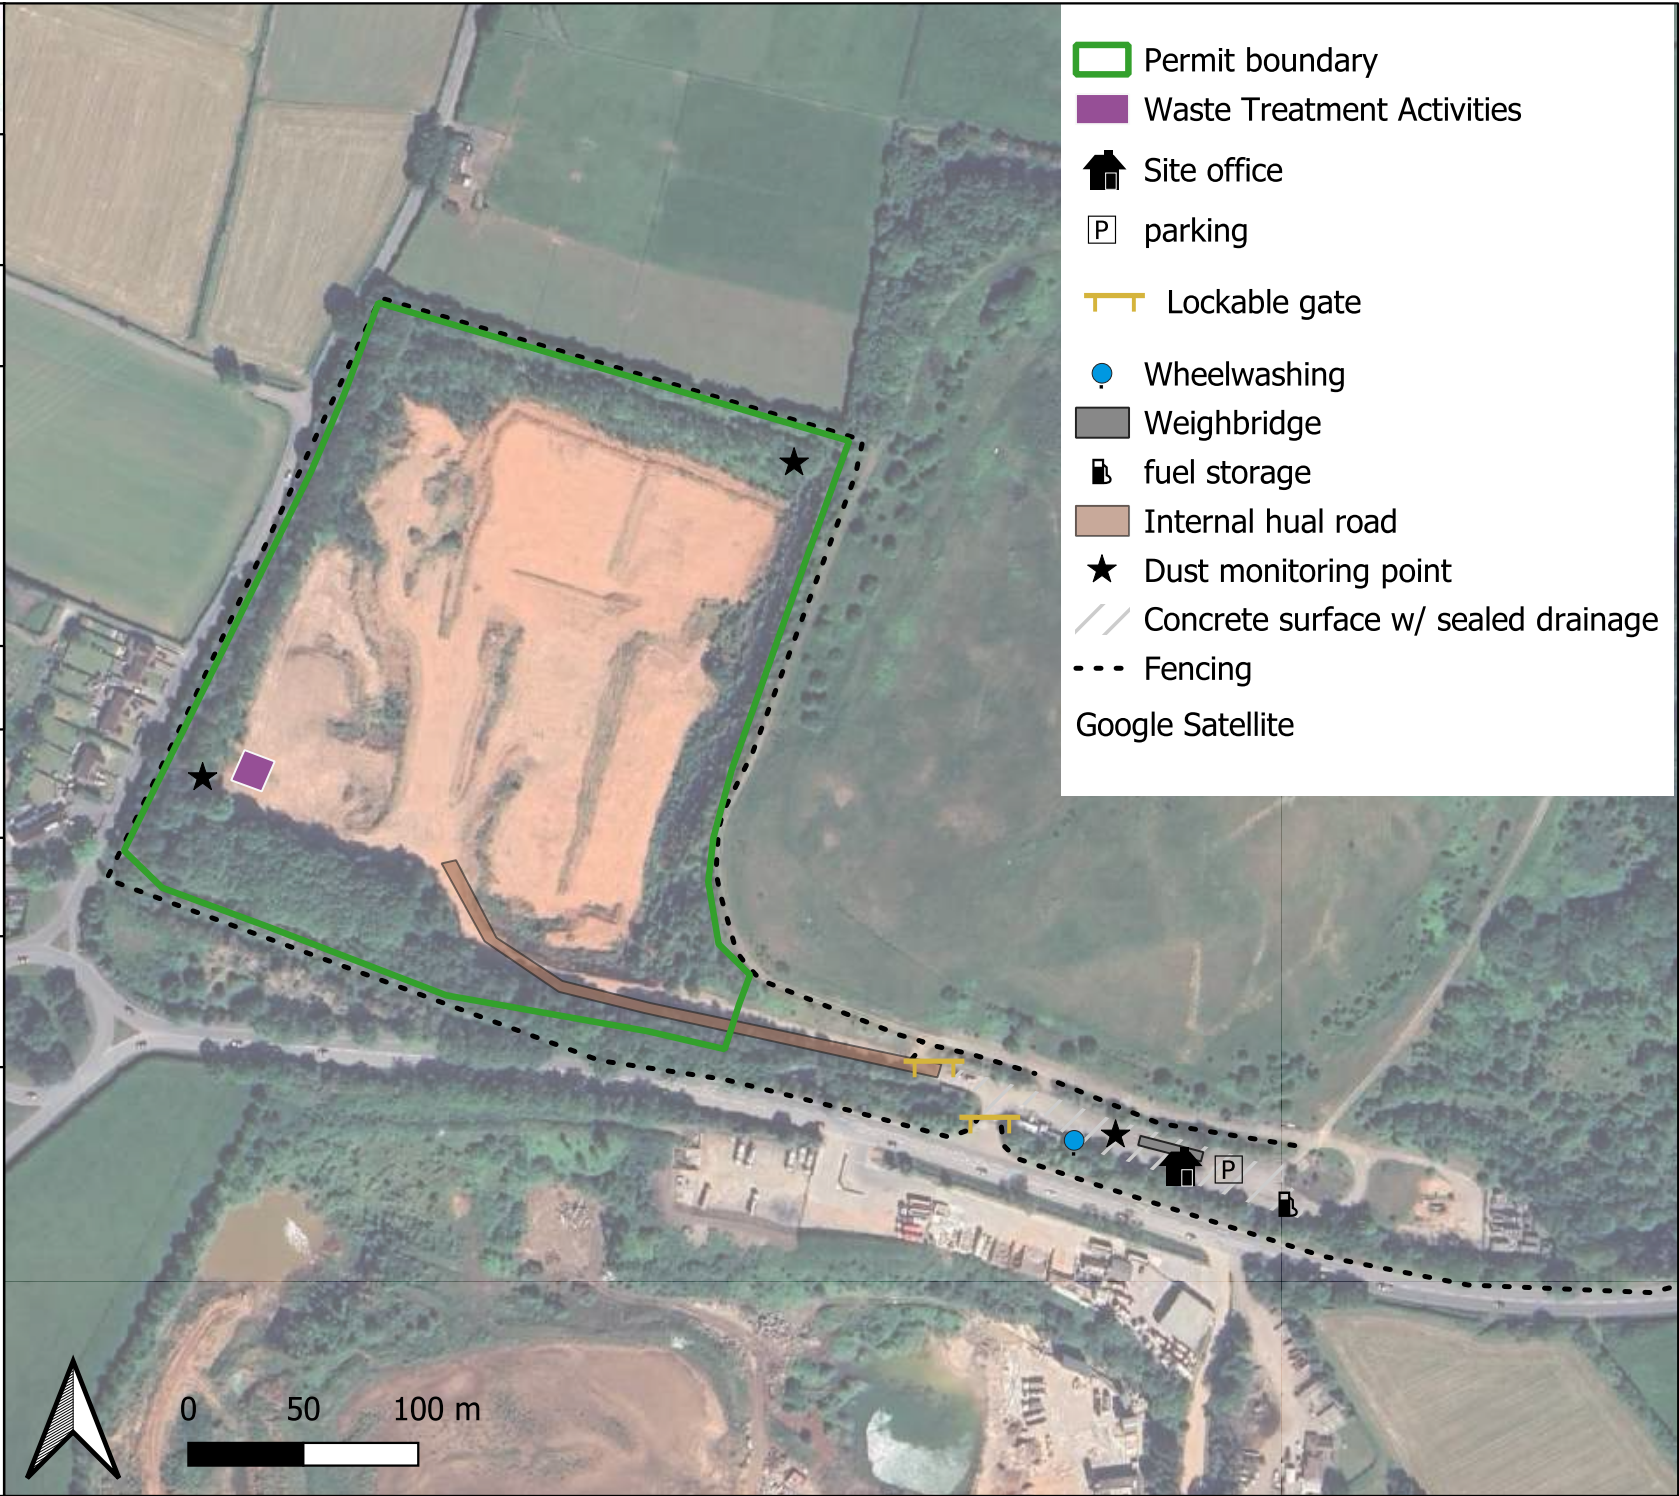 Permit boundary
Waste Treatment Activities
Site office
P parking
Lockable gate
Wheelwashing
Weighbridge
fuel storage
Internal hual road
Dust monitoring point
Concrete surface w/ sealed drainage
Fencing
Google Satellite
P
0 50 100 m